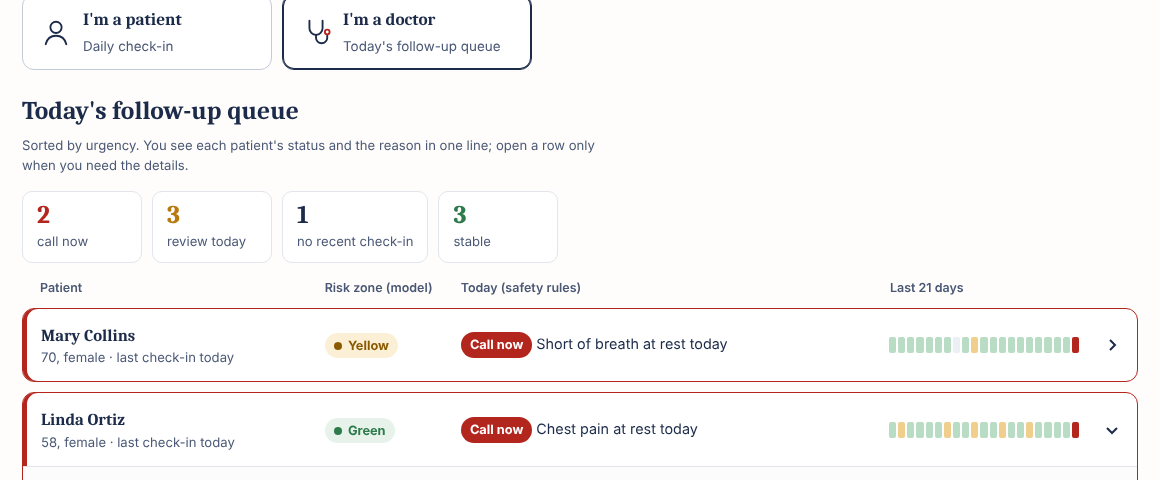 I'm a patient
Daily check-in
I'm a doctor
Today's follow-up queue
Today's follow-up queue
Sorted by urgency. You see each patient's status and the reason in one line; open a row only
when you need the details.
2
call now
3
review today
1
no recent check-in
3
stable
Patient
Risk zone (model)
Today (safety rules)
Last 21 days
Mary Collins
70, female · last check-in today
Yellow
Call now Short of breath at rest today
Linda Ortiz
58, female · last check-in today
Green
Call now Chest pain at rest today